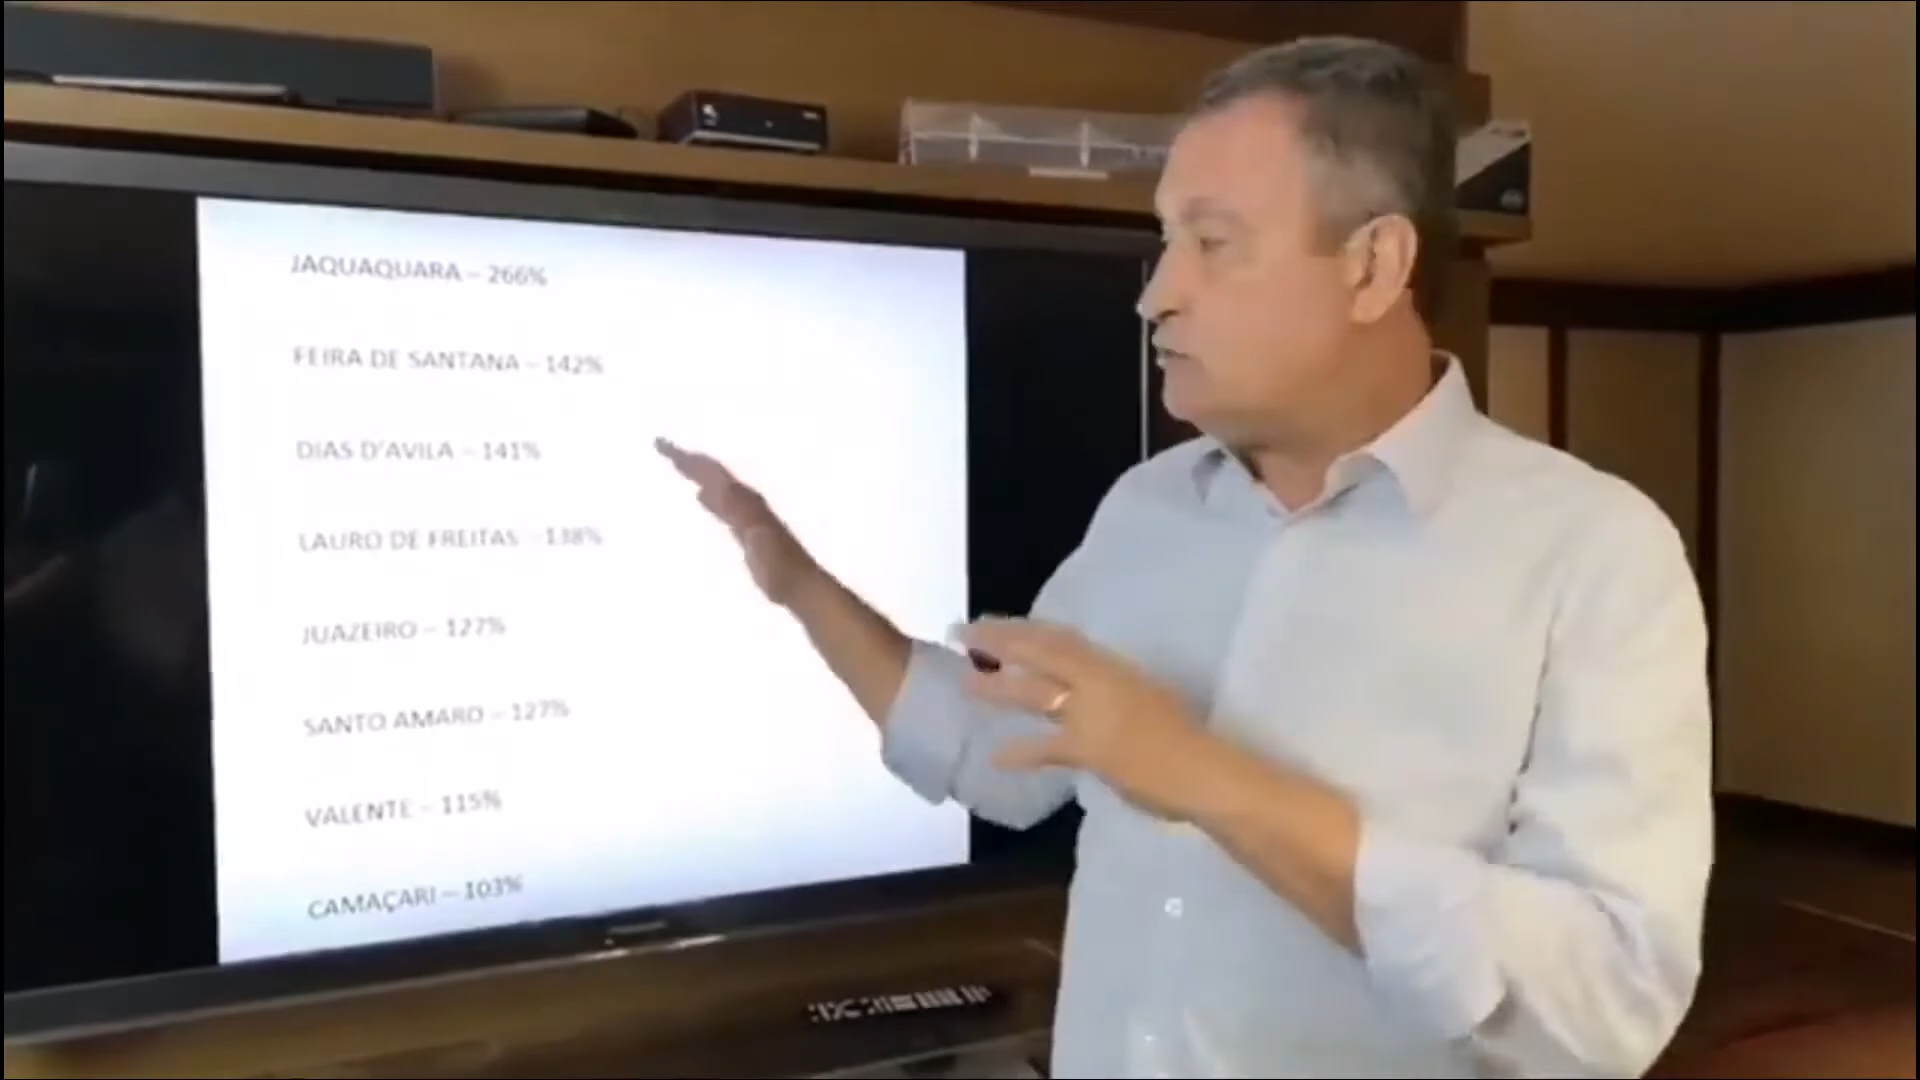 JAQUAQUARA – 266%
FEIRA DE SANTANA – 142%
DIAS D'AVILA – 141%
LAURO DE FREITAS – 138%
JUAZEIRO – 127%
SANTO AMARO – 127%
VALENTE – 115%
CAMAÇARI – 103%